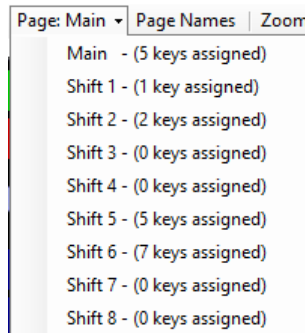 Page: Main Page Names Zoom
Main - (5 keys assigned)
Shift 1 - (1 key assigned)
Shift 2 - (2 keys assigned)
Shift 3 - (0 keys assigned)
Shift 4 - (0 keys assigned)
Shift 5 - (5 keys assigned)
Shift 6 - (7 keys assigned)
Shift 7 - (0 keys assigned)
Shift 8 - (0 keys assigned)